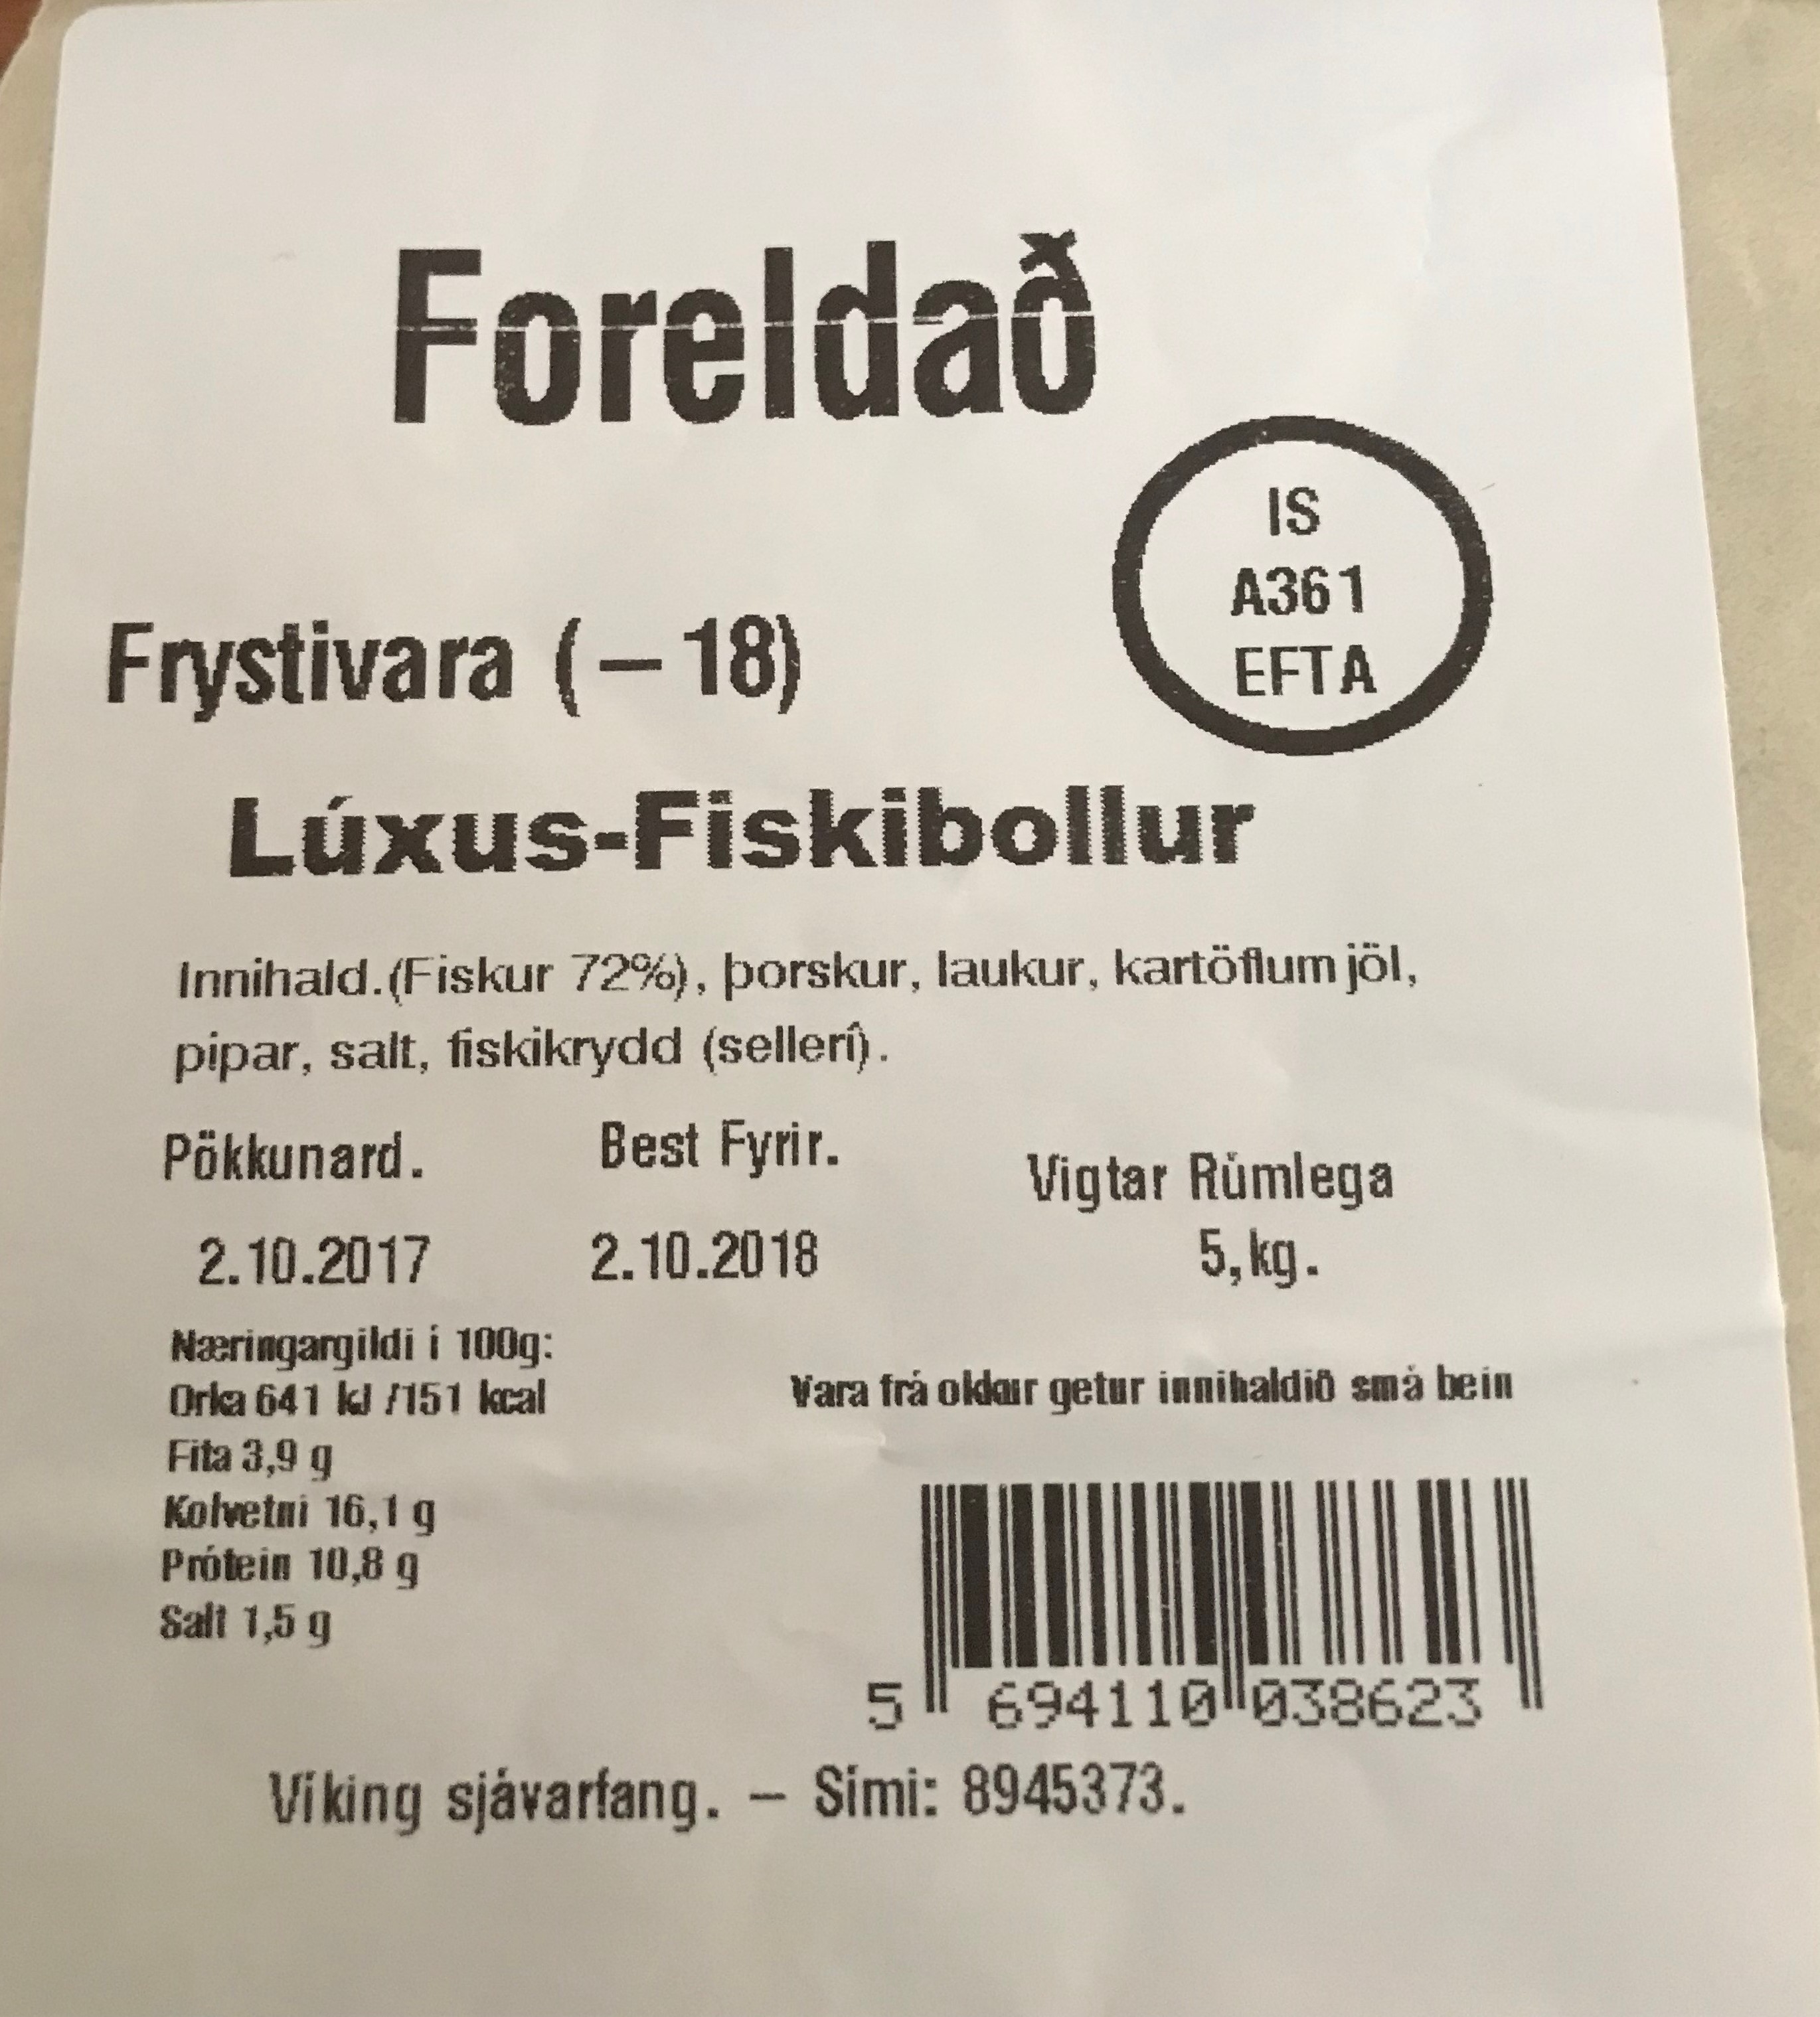 Foreldað
IS
A361
EFTA
Frystivara (– 18)
Lúxus-Fiskibollur
Innihald.(Fiskur 72%), þorskur, laukur, kartöflumjöl,
pipar, salt, fiskikrydd (sellerí).
Pökkunard. Best Fyrir. Vigtar Rúmlega
2.10.2017 2.10.2018 5,kg.
Næringargildi í 100g:
Orka 641 kJ /151 kcal
Vara frá okkur getur innihaldið smá bein
Fita 3,9 g
Kolvetni 16,1 g
Prótein 10,8 g
Salt 1,5 g
5 694110 038623
Víking sjávarfang. – Sími: 8945373.